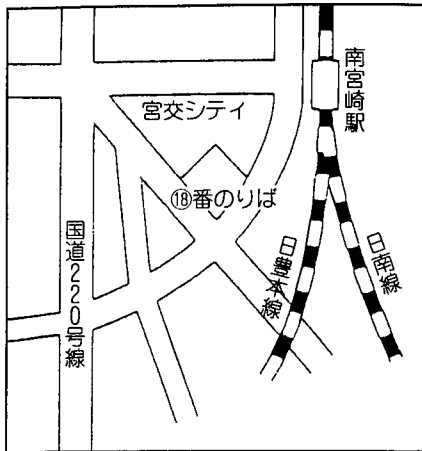 南宮崎駅
宮交シティ
⑱番のりば
国道220号線
日豊本線
日南線